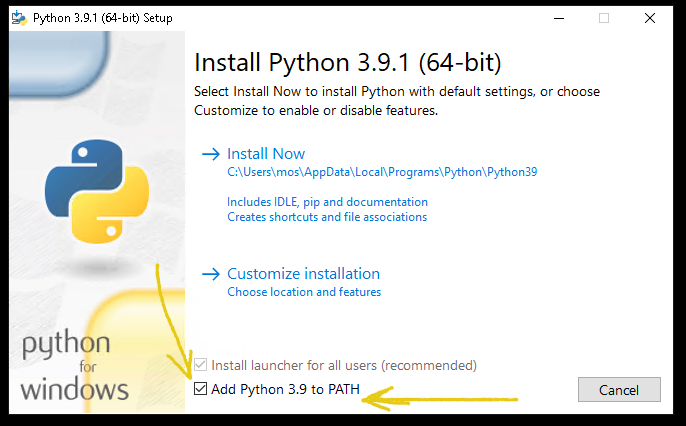 Python 3.9.1 (64-bit) Setup
Install Python 3.9.1 (64-bit)
Select Install Now to install Python with default settings, or choose
Customize to enable or disable features.
Install Now
C:\Users\mos\AppData\Local\Programs\Python\Python39
Includes IDLE, pip and documentation
Creates shortcuts and file associations
Customize installation
Choose location and features
python
for
windows
Install launcher for all users (recommended)
Add Python 3.9 to PATH
Cancel